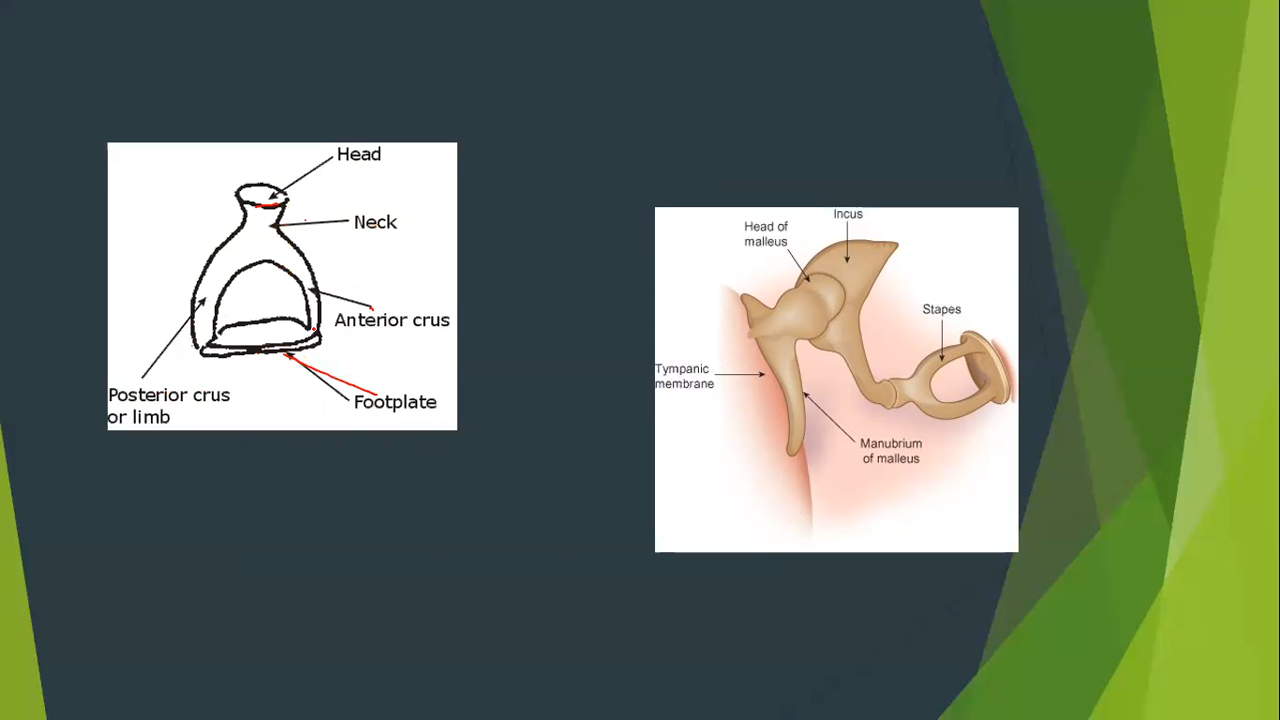 Head
Neck
Anterior crus
Posterior crus
or limb
Footplate
Incus
Head of
malleus
Stapes
Tympanic
membrane
Manubrium
of malleus